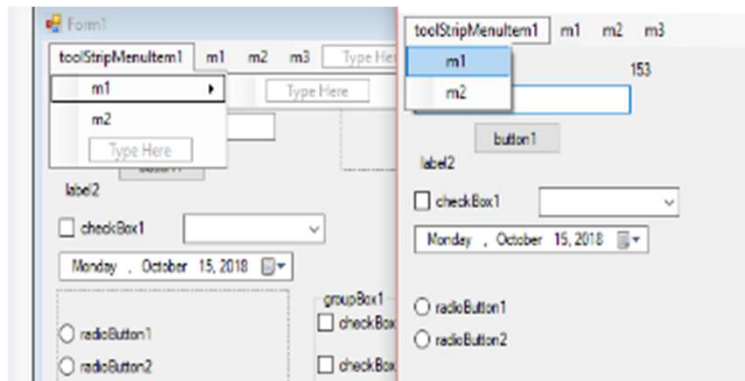 Form1
toolStripMenuItem1 m1 m2 m3 Type He
m1 Type Here
m2
Type Here
label2
checkBox1
Monday , October 15, 2018
radioButton1
radioButton2
groupBox1
checkBox
checkBox
toolStripMenuItem1 m1 m2 m3
m1
153
m2
button1
label2
checkBox1
Monday , October 15, 2018
radioButton1
radioButton2